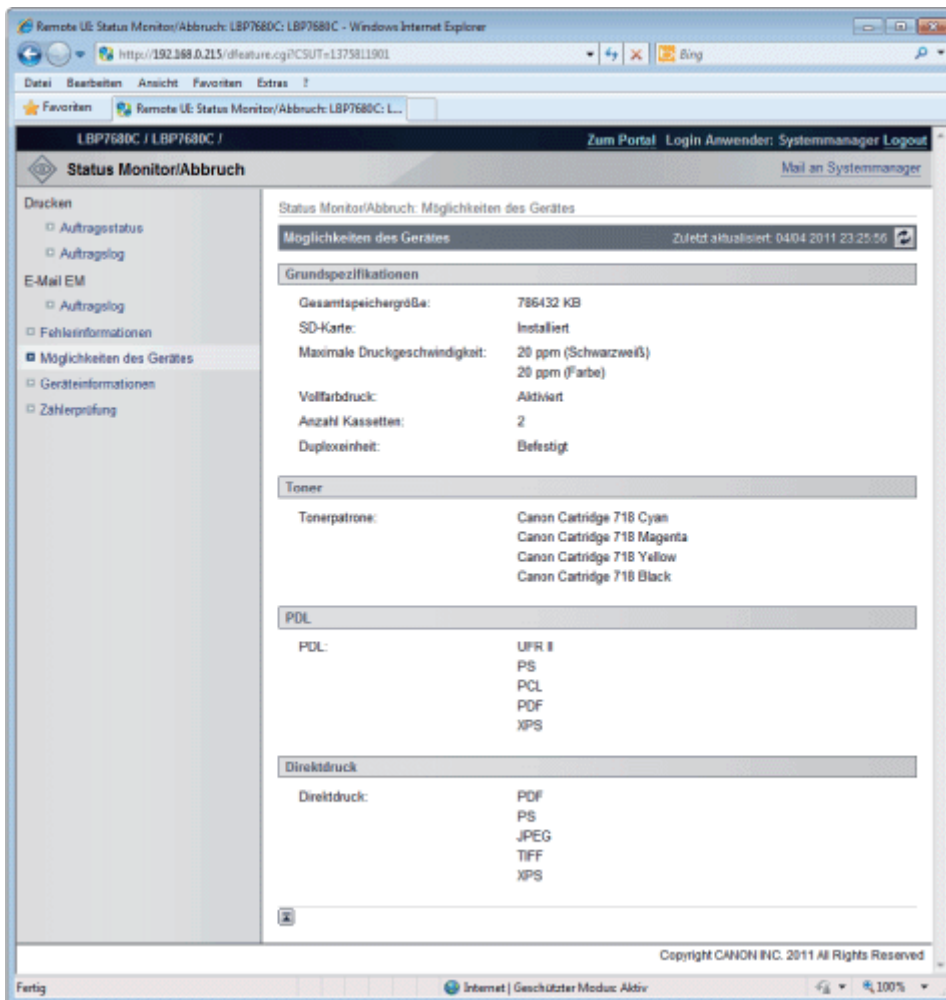 Remote UI: Status Monitor/Abbruch: LBP7680C: LBP7680C - Windows Internet Explorer
http://192.168.0.215/dfeature.cgi?CSUT=1375811901
Bing
Datei Bearbeiten Ansicht Favoriten Extras ?
Favoriten Remote UI: Status Monitor/Abbruch: LBP7680C: L...
LBP7680C / LBP7680C / Zum Portal Login Anwender: Systemmanager Logout
Status Monitor/Abbruch Mail an Systemmanager
Drucken
Auftragsstatus
Auftragslog
E-Mail EM
Auftragslog
Fehlerinformationen
Möglichkeiten des Gerätes
Geräteinformationen
Zählerprüfung
Status Monitor/Abbruch: Möglichkeiten des Gerätes
Möglichkeiten des Gerätes Zuletzt aktualisiert: 04/04 2011 23:25:56
Grundspezifikationen
Gesamtspeichergröße: 786432 KB
SD-Karte: Installiert
Maximale Druckgeschwindigkeit: 20 ppm (Schwarzweiß)
20 ppm (Farbe)
Vollfarbdruck: Aktiviert
Anzahl Kassetten: 2
Duplexeinheit: Befestigt
Toner
Tonerpatrone: Canon Cartridge 718 Cyan
Canon Cartridge 718 Magenta
Canon Cartridge 718 Yellow
Canon Cartridge 718 Black
PDL
PDL: UFR II
PS
PCL
PDF
XPS
Direktdruck
Direktdruck: PDF
PS
JPEG
TIFF
XPS
Copyright CANON INC. 2011 All Rights Reserved
Fertig Internet | Geschützter Modus: Aktiv 100%